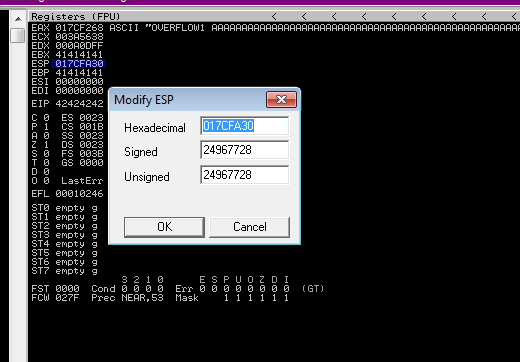 Registers (FPU) < < < < < < <
EAX 017CF268 ASCII "OVERFLOW1 AAAAAAAAAAAAAAAAAAAAAAAAAAAAAAAAAAA
ECX 003A5638
EDX 000A0DFF
EBX 41414141
ESP 017CFA30
EBP 41414141
ESI 00000000
EDI 00000000
EIP 42424242
C 0 ES 0023
P 1 CS 001B
A 0 SS 0023
Z 1 DS 0023
S 0 FS 003B
T 0 GS 0000
D 0
O 0 LastErr
EFL 00010246
ST0 empty g
ST1 empty g
ST2 empty g
ST3 empty g
ST4 empty g
ST5 empty g
ST6 empty g
ST7 empty g
3 2 1 0 E S P U O Z D I
FST 0000 Cond 0 0 0 0 Err 0 0 0 0 0 0 0 0 (GT)
FCW 027F Prec NEAR,53 Mask 1 1 1 1 1 1
Modify ESP
Hexadecimal 017CFA30
Signed 24967728
Unsigned 24967728
OK Cancel